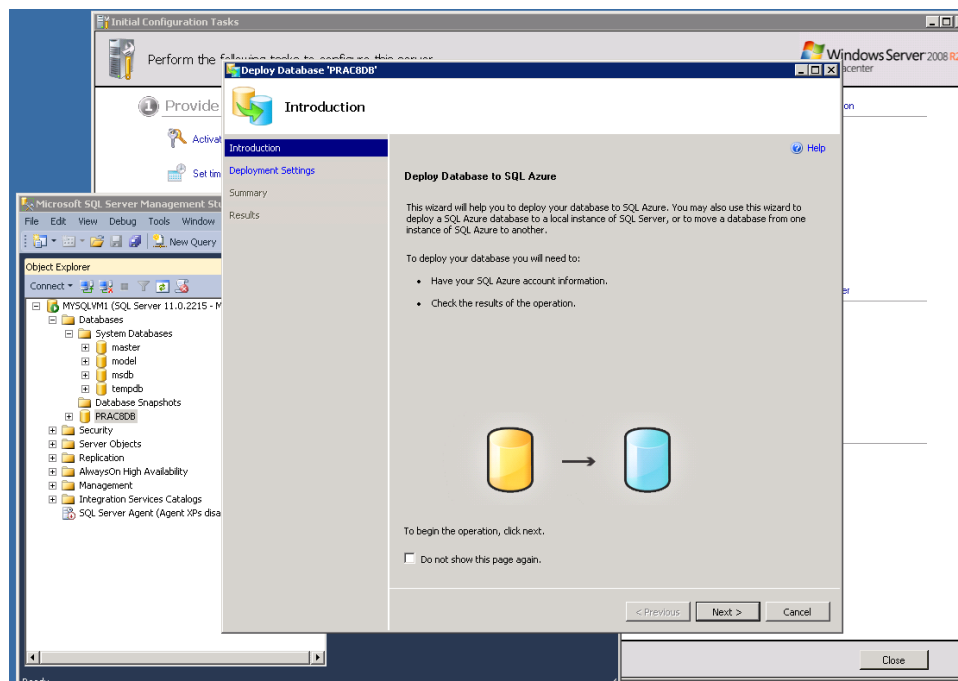 Initial Configuration Tasks
Perform the following tasks to configure this server
Windows Server 2008 R2
acenter
Deploy Database 'PRAC8DB'
Introduction
1 Provide
on
Activat
Set tim
Introduction
Deployment Settings
Summary
Results
Help
Deploy Database to SQL Azure
This wizard will help you to deploy your database to SQL Azure. You may also use this wizard to
deploy a SQL Azure database to a local instance of SQL Server, or to move a database from one
instance of SQL Azure to another.
To deploy your database you will need to:
• Have your SQL Azure account information.
• Check the results of the operation.
To begin the operation, click next.
Do not show this page again.
< Previous
Next >
Cancel
er
Microsoft SQL Server Management Stu
File Edit View Debug Tools Window
New Query
Object Explorer
Connect
MYSQLVM1 (SQL Server 11.0.2215 - M
Databases
System Databases
master
model
msdb
tempdb
Database Snapshots
PRAC8DB
Security
Server Objects
Replication
AlwaysOn High Availability
Management
Integration Services Catalogs
SQL Server Agent (Agent XPs disa
Close